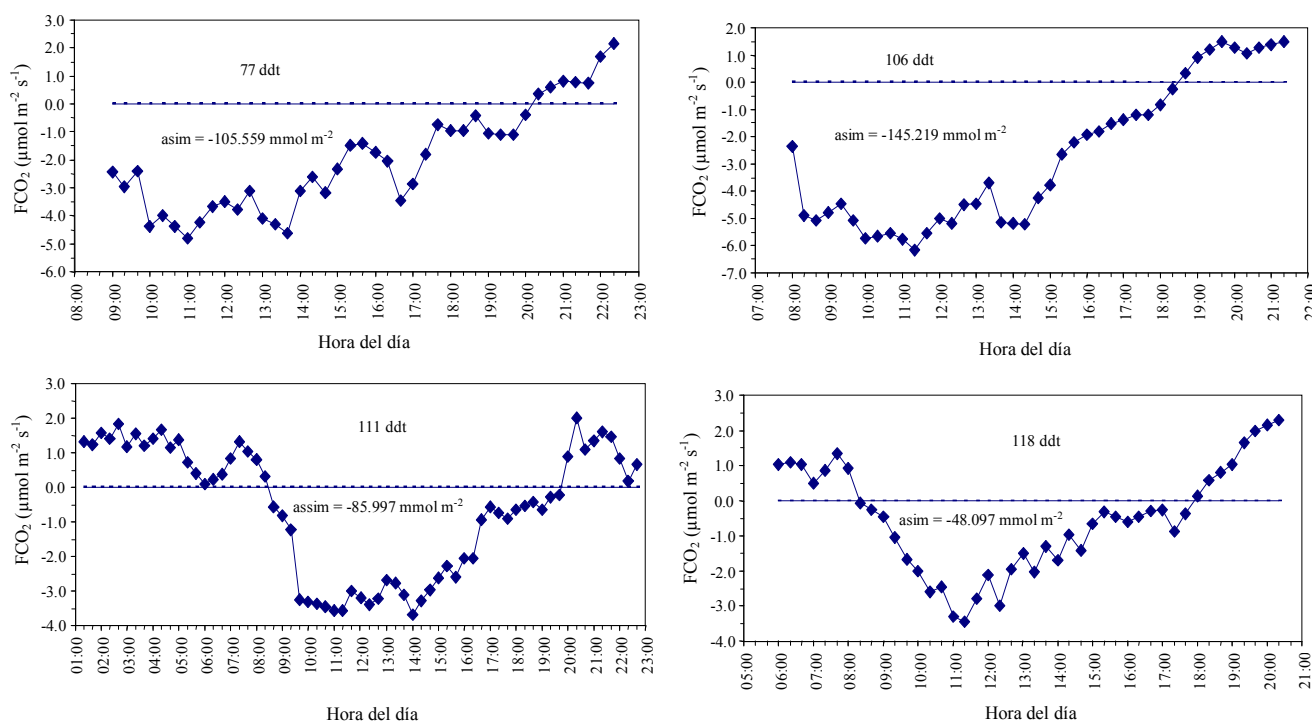 3.0
2.0
1.0
0.0
-1.0
-2.0
-3.0
-4.0
-5.0
-6.0
FCO₂ (µmol m⁻² s⁻¹)
77 ddt
asim = -105.559 mmol m⁻²
08:00 09:00 10:00 11:00 12:00 13:00 14:00 15:00 16:00 17:00 18:00 19:00 20:00 21:00 22:00 23:00
Hora del día
2.0
1.0
0.0
-1.0
-2.0
-3.0
-4.0
-5.0
-6.0
-7.0
FCO₂ (µmol m⁻² s⁻¹)
106 ddt
asim = -145.219 mmol m⁻²
07:00 08:00 09:00 10:00 11:00 12:00 13:00 14:00 15:00 16:00 17:00 18:00 19:00 20:00 21:00 22:00
Hora del día
3.0
2.0
1.0
0.0
-1.0
-2.0
-3.0
-4.0
FCO₂ (µmol m⁻² s⁻¹)
111 ddt
assim = -85.997 mmol m⁻²
01:00 02:00 03:00 04:00 05:00 06:00 07:00 08:00 09:00 10:00 11:00 12:00 13:00 14:00 15:00 16:00 17:00 18:00 19:00 20:00 21:00 22:00 23:00
Hora del día
3.0
2.0
1.0
0.0
-1.0
-2.0
-3.0
-4.0
FCO₂ (µmol m⁻² s⁻¹)
118 ddt
asim = -48.097 mmol m⁻²
05:00 06:00 07:00 08:00 09:00 10:00 11:00 12:00 13:00 14:00 15:00 16:00 17:00 18:00 19:00 20:00 21:00
Hora del día